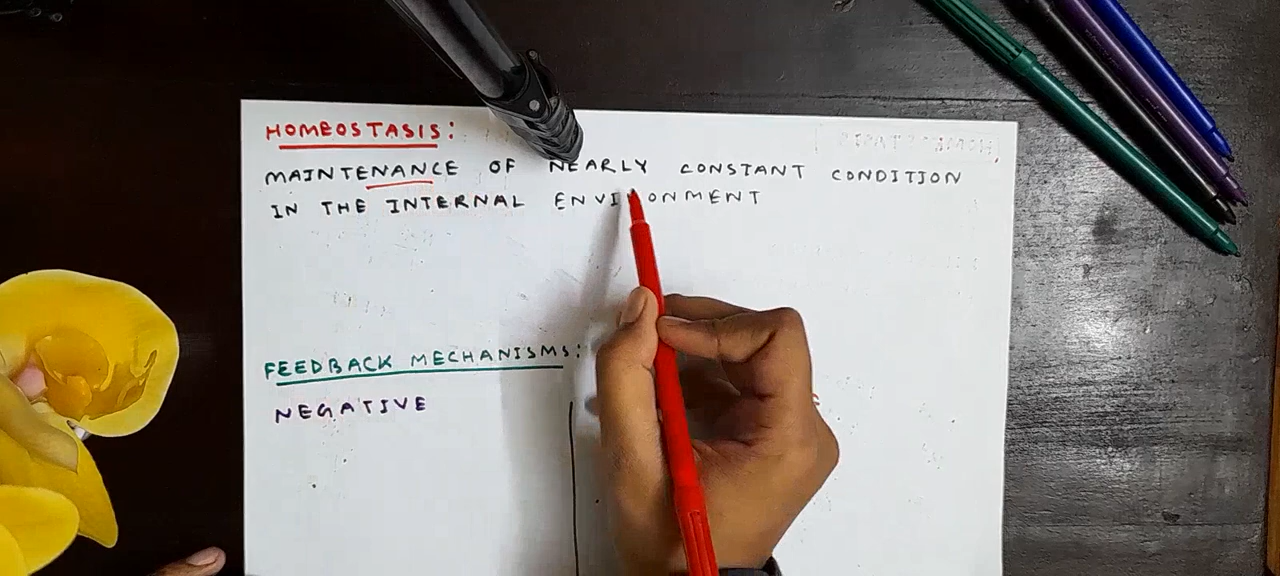 HOMEOSTASIS:
MAINTENANCE OF NEARLY CONSTANT CONDITION
IN THE INTERNAL ENVIRONMENT
FEEDBACK MECHANISMS:
NEGATIVE